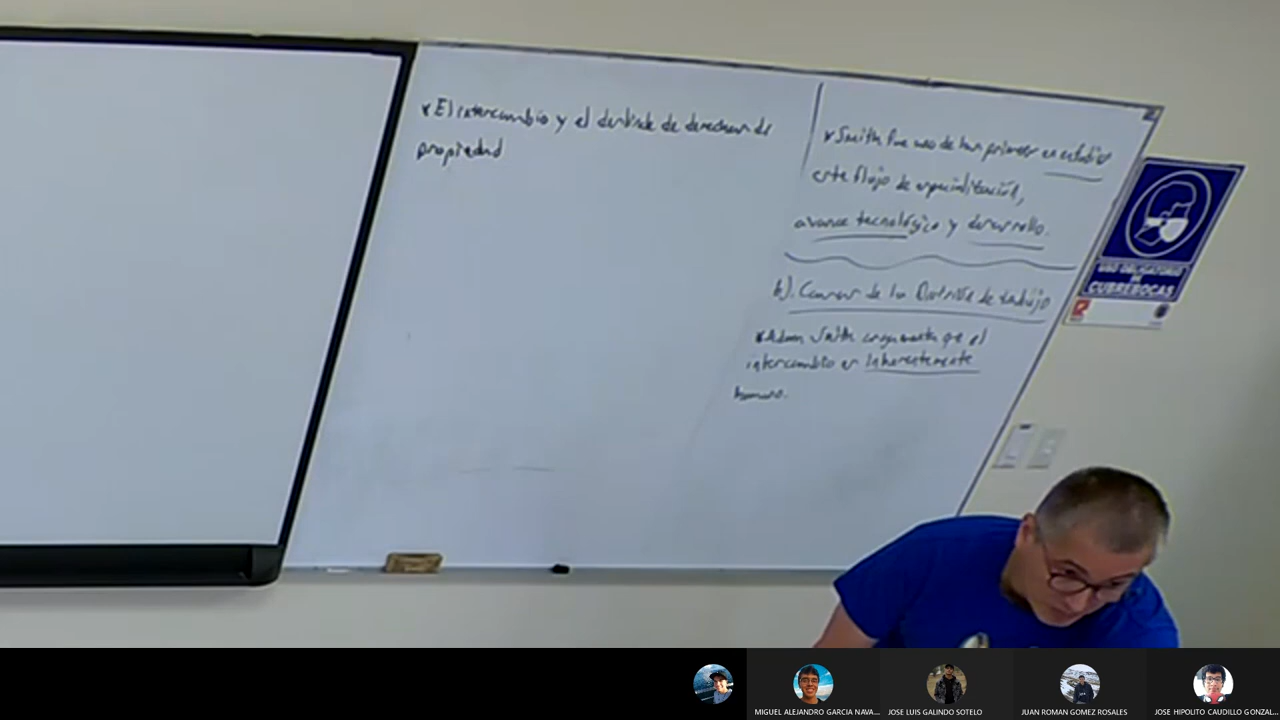 * El intercambio y el deslinde de derechos de
propiedad
* Smith fue uno de los primeros en estudiar
este flujo de especialización,
avance tecnológico y desarrollo.
b). Causas de la División de trabajo
* Adam Smith argumenta que el
intercambio es inherentemente
humano.
USO OBLIGATORIO
DE
CUBREBOCAS
MIGUEL ALEJANDRO GARCIA NAVA...
JOSE LUIS GALINDO SOTELO
JUAN ROMAN GOMEZ ROSALES
JOSE HIPOLITO CAUDILLO GONZAL...